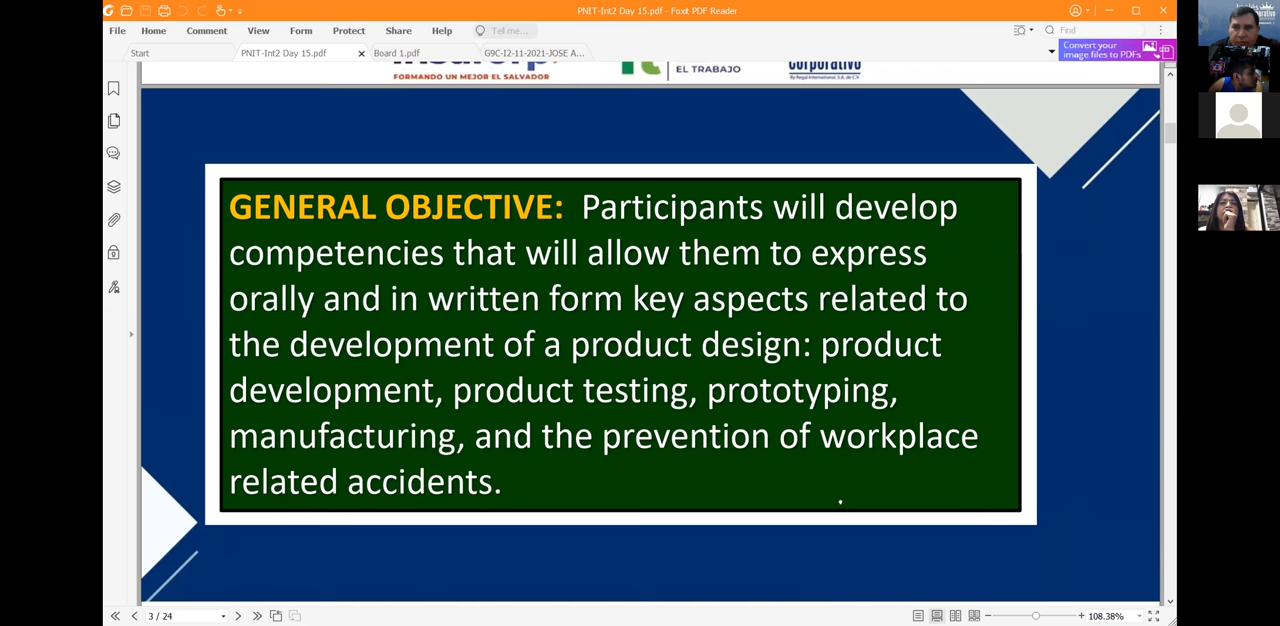 PNIT-Int2 Day 15.pdf - Foxit PDF Reader
File Home Comment View Form Protect Share Help Tell me... Find
Start PNIT-Int2 Day 15.pdf Board 1.pdf G9C-I2-11-2021-JOSE A...
Convert your
image files to PDFs
FORMANDO UN MEJOR EL SALVADOR
EL TRABAJO
corporativo
By Regal International, S.A. de C.V.
GENERAL OBJECTIVE: Participants will develop
competencies that will allow them to express
orally and in written form key aspects related to
the development of a product design: product
development, product testing, prototyping,
manufacturing, and the prevention of workplace
related accidents.
3 / 24
108.38%